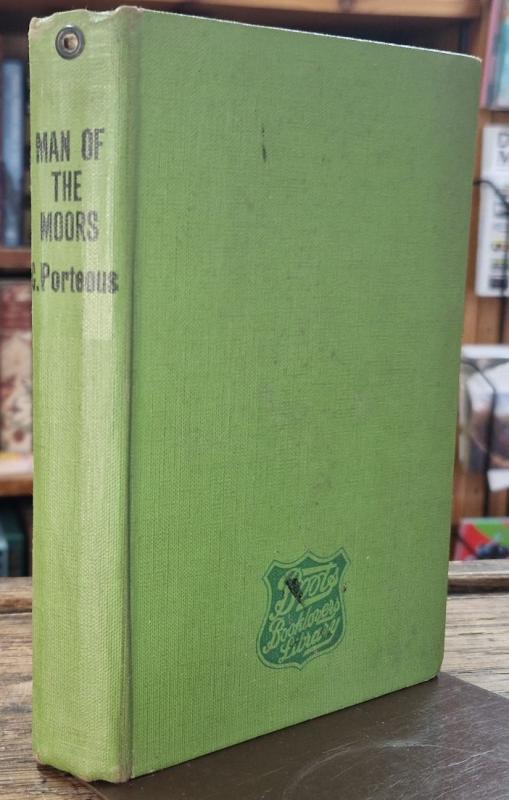 MAN OF
THE
MOORS
C. Porteous
Boots
Booklovers
Library